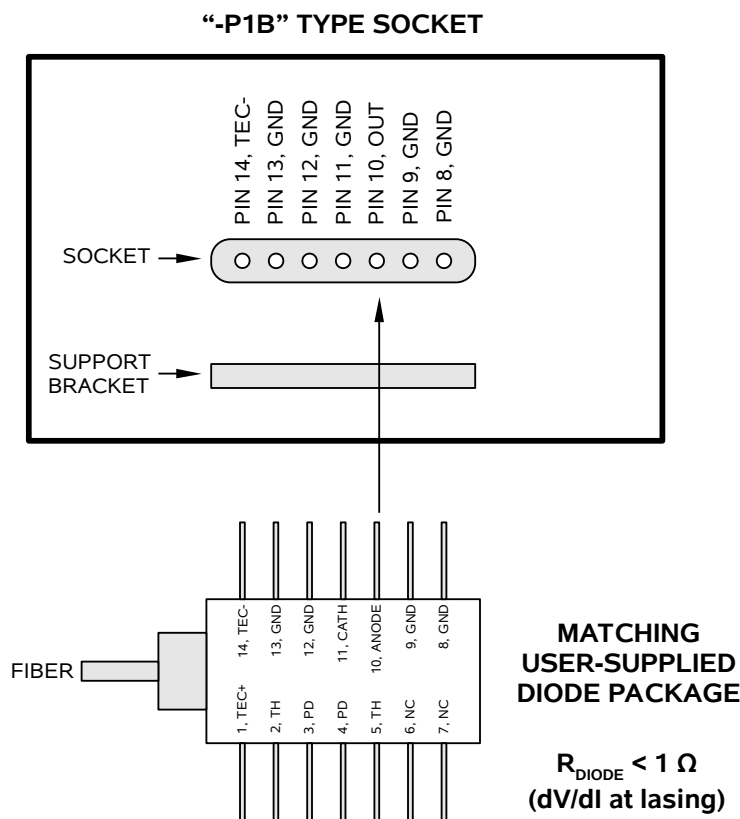 “-P1B” TYPE SOCKET
PIN 14, TEC-
PIN 13, GND
PIN 12, GND
PIN 11, GND
PIN 10, OUT
PIN 9, GND
PIN 8, GND
SOCKET
SUPPORT
BRACKET
14, TEC-
13, GND
12, GND
11, CATH
10, ANODE
9, GND
8, GND
FIBER
1, TEC+
2, TH
3, PD
4, PD
5, TH
6, NC
7, NC
MATCHING
USER-SUPPLIED
DIODE PACKAGE
RDIODE < 1 Ω
(dV/dI at lasing)